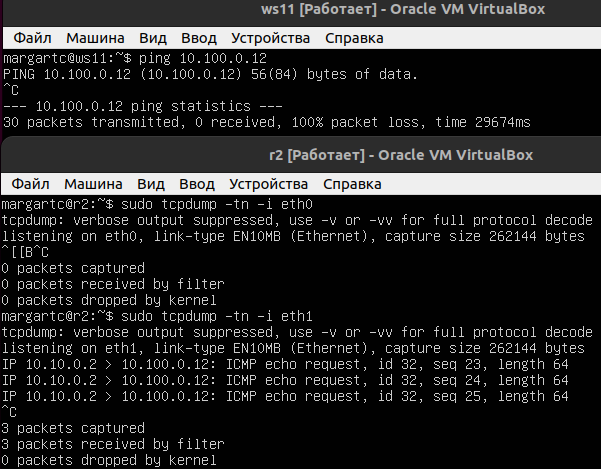 ws11 [Работает] - Oracle VM VirtualBox
Файл Машина Вид Ввод Устройства Справка
margartc@ws11:~$ ping 10.100.0.12
PING 10.100.0.12 (10.100.0.12) 56(84) bytes of data.
^C
--- 10.100.0.12 ping statistics ---
30 packets transmitted, 0 received, 100% packet loss, time 29674ms
r2 [Работает] - Oracle VM VirtualBox
Файл Машина Вид Ввод Устройства Справка
margartc@r2:~$ sudo tcpdump -tn -i eth0
tcpdump: verbose output suppressed, use -v or -vv for full protocol decode
listening on eth0, link-type EN10MB (Ethernet), capture size 262144 bytes
^[[B^C
0 packets captured
0 packets received by filter
0 packets dropped by kernel
margartc@r2:~$ sudo tcpdump -tn -i eth1
tcpdump: verbose output suppressed, use -v or -vv for full protocol decode
listening on eth1, link-type EN10MB (Ethernet), capture size 262144 bytes
IP 10.10.0.2 > 10.100.0.12: ICMP echo request, id 32, seq 23, length 64
IP 10.10.0.2 > 10.100.0.12: ICMP echo request, id 32, seq 24, length 64
IP 10.10.0.2 > 10.100.0.12: ICMP echo request, id 32, seq 25, length 64
^C
3 packets captured
3 packets received by filter
0 packets dropped by kernel